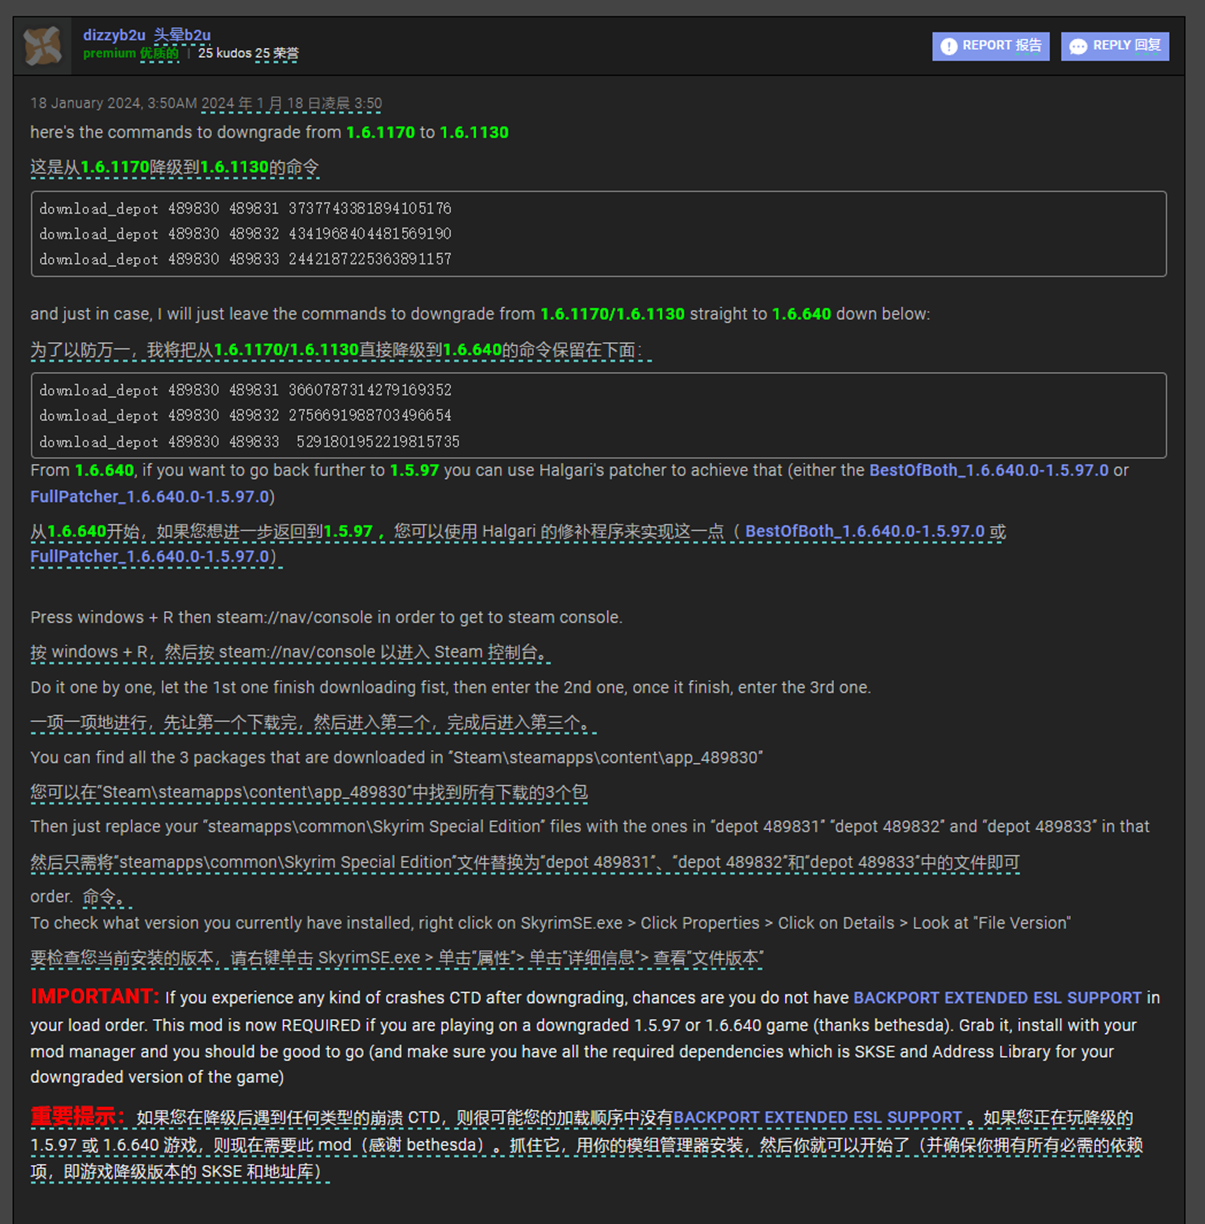 dizzyb2u 头晕b2u
premium 优质的 | 25 kudos 25 荣誉
REPORT 报告
REPLY 回复
18 January 2024, 3:50AM 2024 年 1 月 18 日凌晨 3:50
here's the commands to downgrade from 1.6.1170 to 1.6.1130
这是从1.6.1170降级到1.6.1130的命令
download_depot 489830 489831 3737743381894105176
download_depot 489830 489832 4341968404481569190
download_depot 489830 489833 2442187225363891157
and just in case, I will just leave the commands to downgrade from 1.6.1170/1.6.1130 straight to 1.6.640 down below:
为了以防万一，我将把从1.6.1170/1.6.1130直接降级到1.6.640的命令保留在下面：
download_depot 489830 489831 3660787314279169352
download_depot 489830 489832 2756691988703496654
download_depot 489830 489833  5291801952219815735
From 1.6.640, if you want to go back further to 1.5.97 you can use Halgari's patcher to achieve that (either the BestOfBoth_1.6.640.0-1.5.97.0 or
FullPatcher_1.6.640.0-1.5.97.0)
从1.6.640开始，如果您想进一步返回到1.5.97 ，您可以使用 Halgari 的修补程序来实现这一点（ BestOfBoth_1.6.640.0-1.5.97.0 或
FullPatcher_1.6.640.0-1.5.97.0）
Press windows + R then steam://nav/console in order to get to steam console.
按 windows + R，然后按 steam://nav/console 以进入 Steam 控制台。
Do it one by one, let the 1st one finish downloading fist, then enter the 2nd one, once it finish, enter the 3rd one.
一项一项地进行，先让第一个下载完，然后进入第二个，完成后进入第三个。
You can find all the 3 packages that are downloaded in “Steam\steamapps\content\app_489830”
您可以在“Steam\steamapps\content\app_489830”中找到所有下载的3个包
Then just replace your “steamapps\common\Skyrim Special Edition” files with the ones in “depot 489831” “depot 489832” and “depot 489833” in that
然后只需将“steamapps\common\Skyrim Special Edition”文件替换为“depot 489831”、“depot 489832”和“depot 489833”中的文件即可
order. 命令。
To check what version you currently have installed, right click on SkyrimSE.exe > Click Properties > Click on Details > Look at "File Version"
要检查您当前安装的版本，请右键单击 SkyrimSE.exe > 单击“属性”> 单击“详细信息”> 查看“文件版本”
IMPORTANT: If you experience any kind of crashes CTD after downgrading, chances are you do not have BACKPORT EXTENDED ESL SUPPORT in
your load order. This mod is now REQUIRED if you are playing on a downgraded 1.5.97 or 1.6.640 game (thanks bethesda). Grab it, install with your
mod manager and you should be good to go (and make sure you have all the required dependencies which is SKSE and Address Library for your
downgraded version of the game)
重要提示：如果您在降级后遇到任何类型的崩溃 CTD，则很可能您的加载顺序中没有BACKPORT EXTENDED ESL SUPPORT 。如果您正在玩降级的
1.5.97 或 1.6.640 游戏，则现在需要此 mod（感谢 bethesda）。抓住它，用你的模组管理器安装，然后你就可以开始了（并确保你拥有所有必需的依赖
项，即游戏降级版本的 SKSE 和地址库）